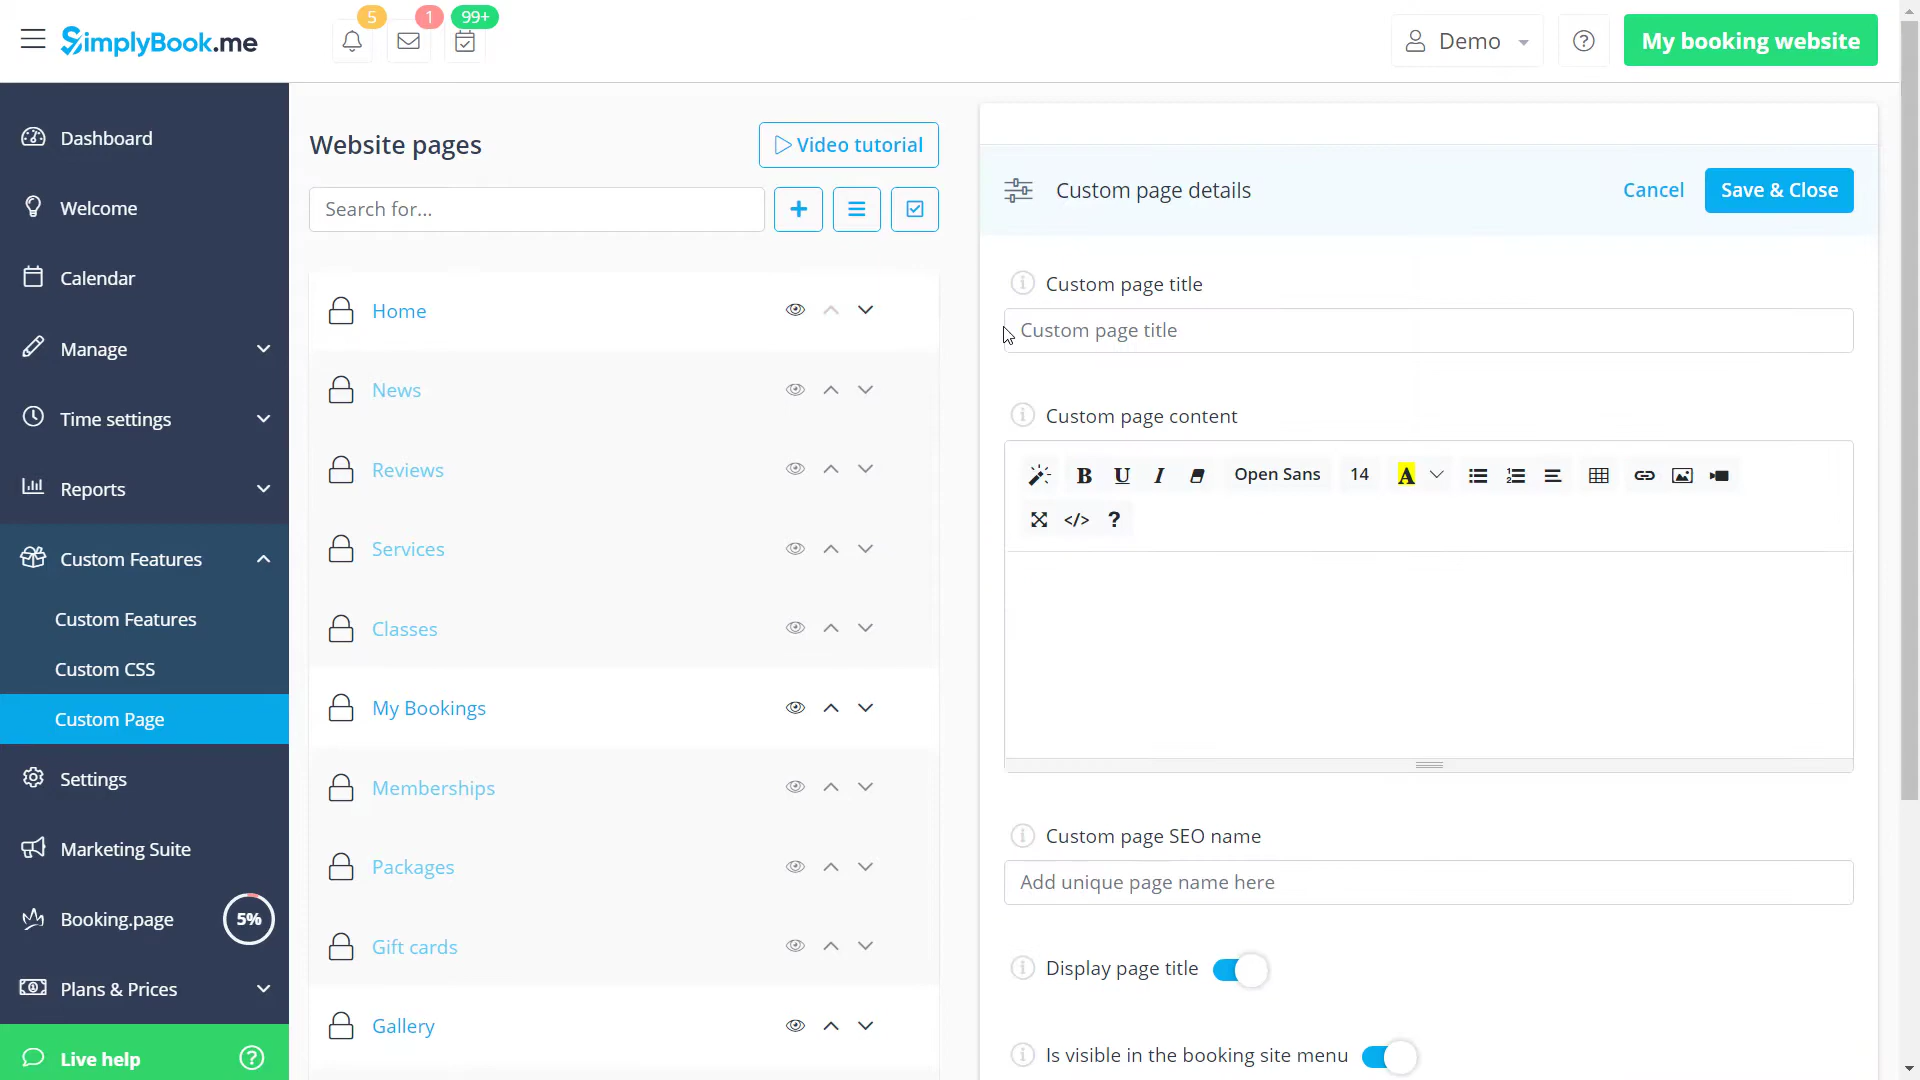 SimplyBook.me
5
1
99+
Demo
My booking website
Dashboard
Welcome
Calendar
Manage
Time settings
Reports
Custom Features
Custom Features
Custom CSS
Custom Page
Settings
Marketing Suite
Booking.page
5%
Plans & Prices
Live help
Website pages
Video tutorial
Search for...
Home
News
Reviews
Services
Classes
My Bookings
Memberships
Packages
Gift cards
Gallery
Custom page details
Cancel
Save & Close
Custom page title
Custom page title
Custom page content
B U I Open Sans 14 A
</> ?
Custom page SEO name
Add unique page name here
Display page title
Is visible in the booking site menu